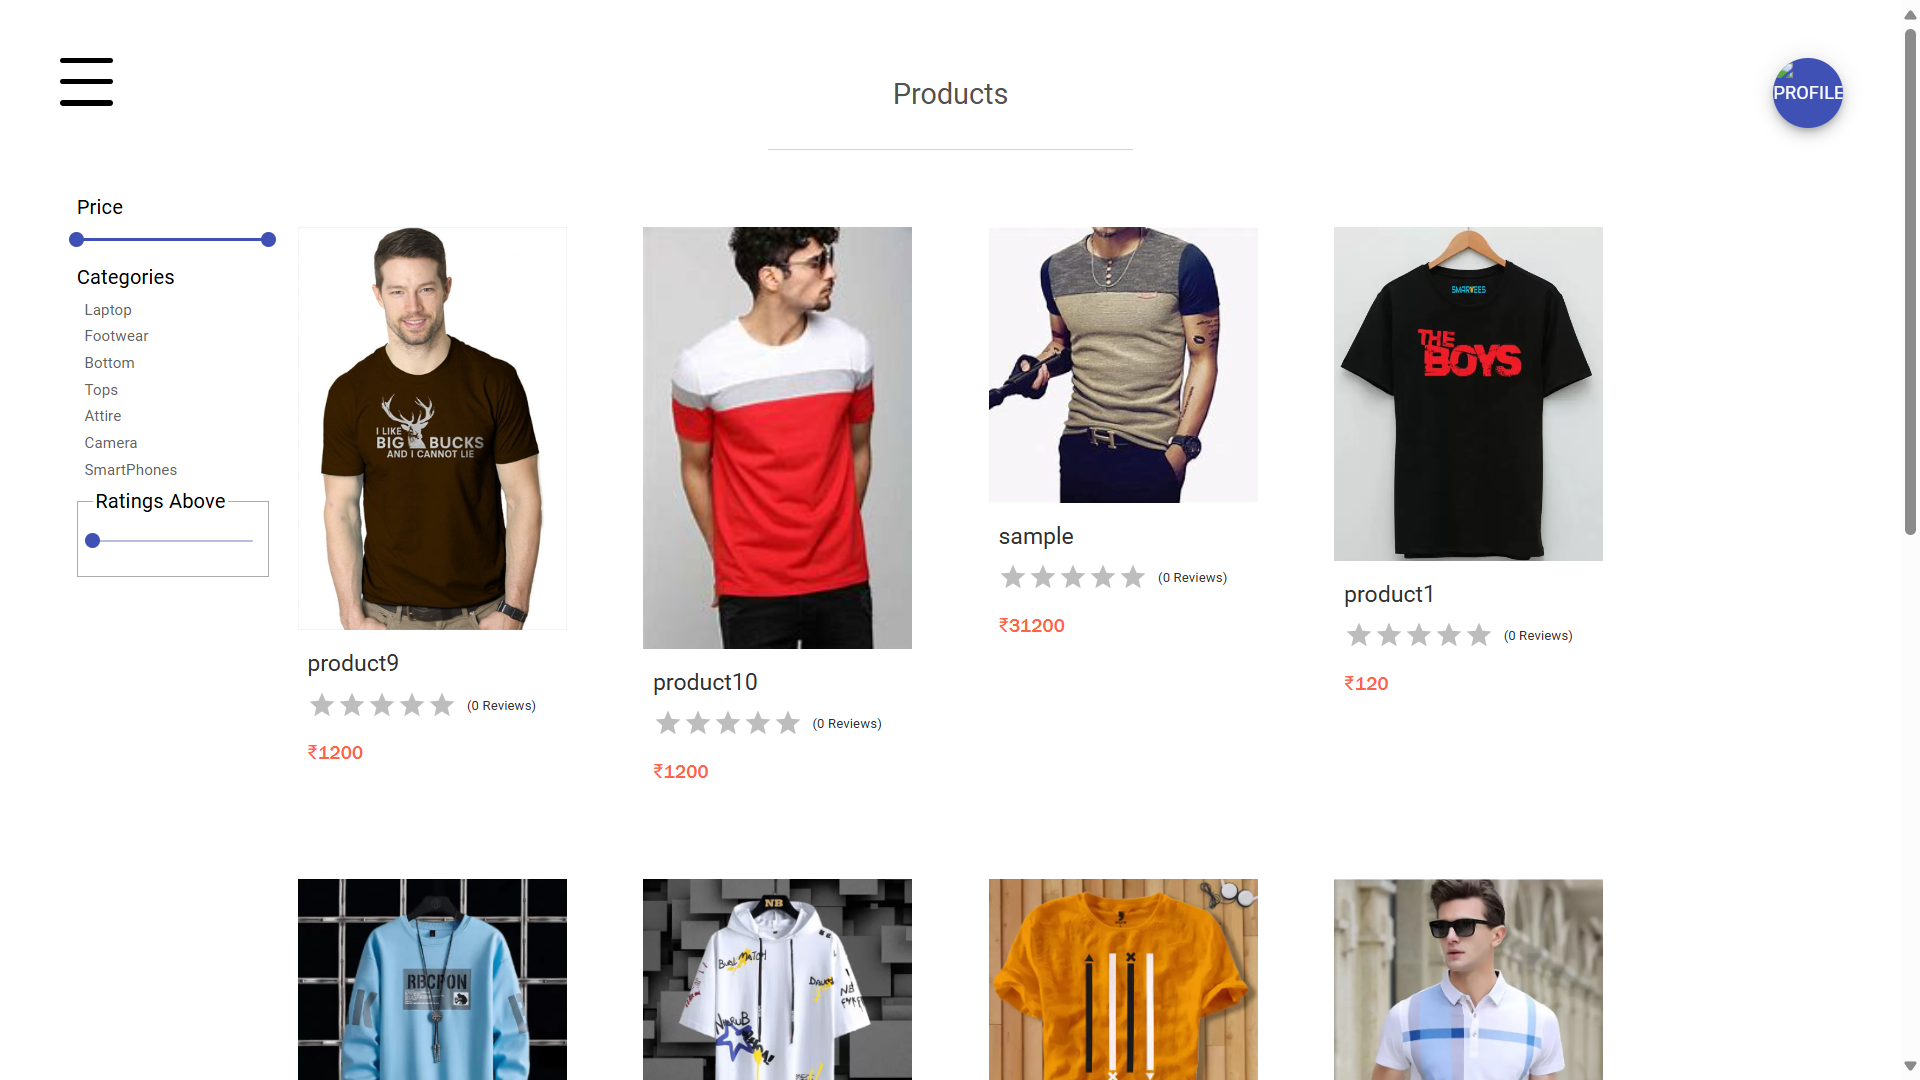 Products
PROFILE
Price
Categories
Laptop
Footwear
Bottom
Tops
Attire
Camera
SmartPhones
Ratings Above
I LIKE
BIG BUCKS
AND I CANNOT LIE
product9
(0 Reviews)
₹1200
product10
(0 Reviews)
₹1200
sample
(0 Reviews)
₹31200
SMARTEES
THE
BOYS
product1
(0 Reviews)
₹120
RBCPON
NB